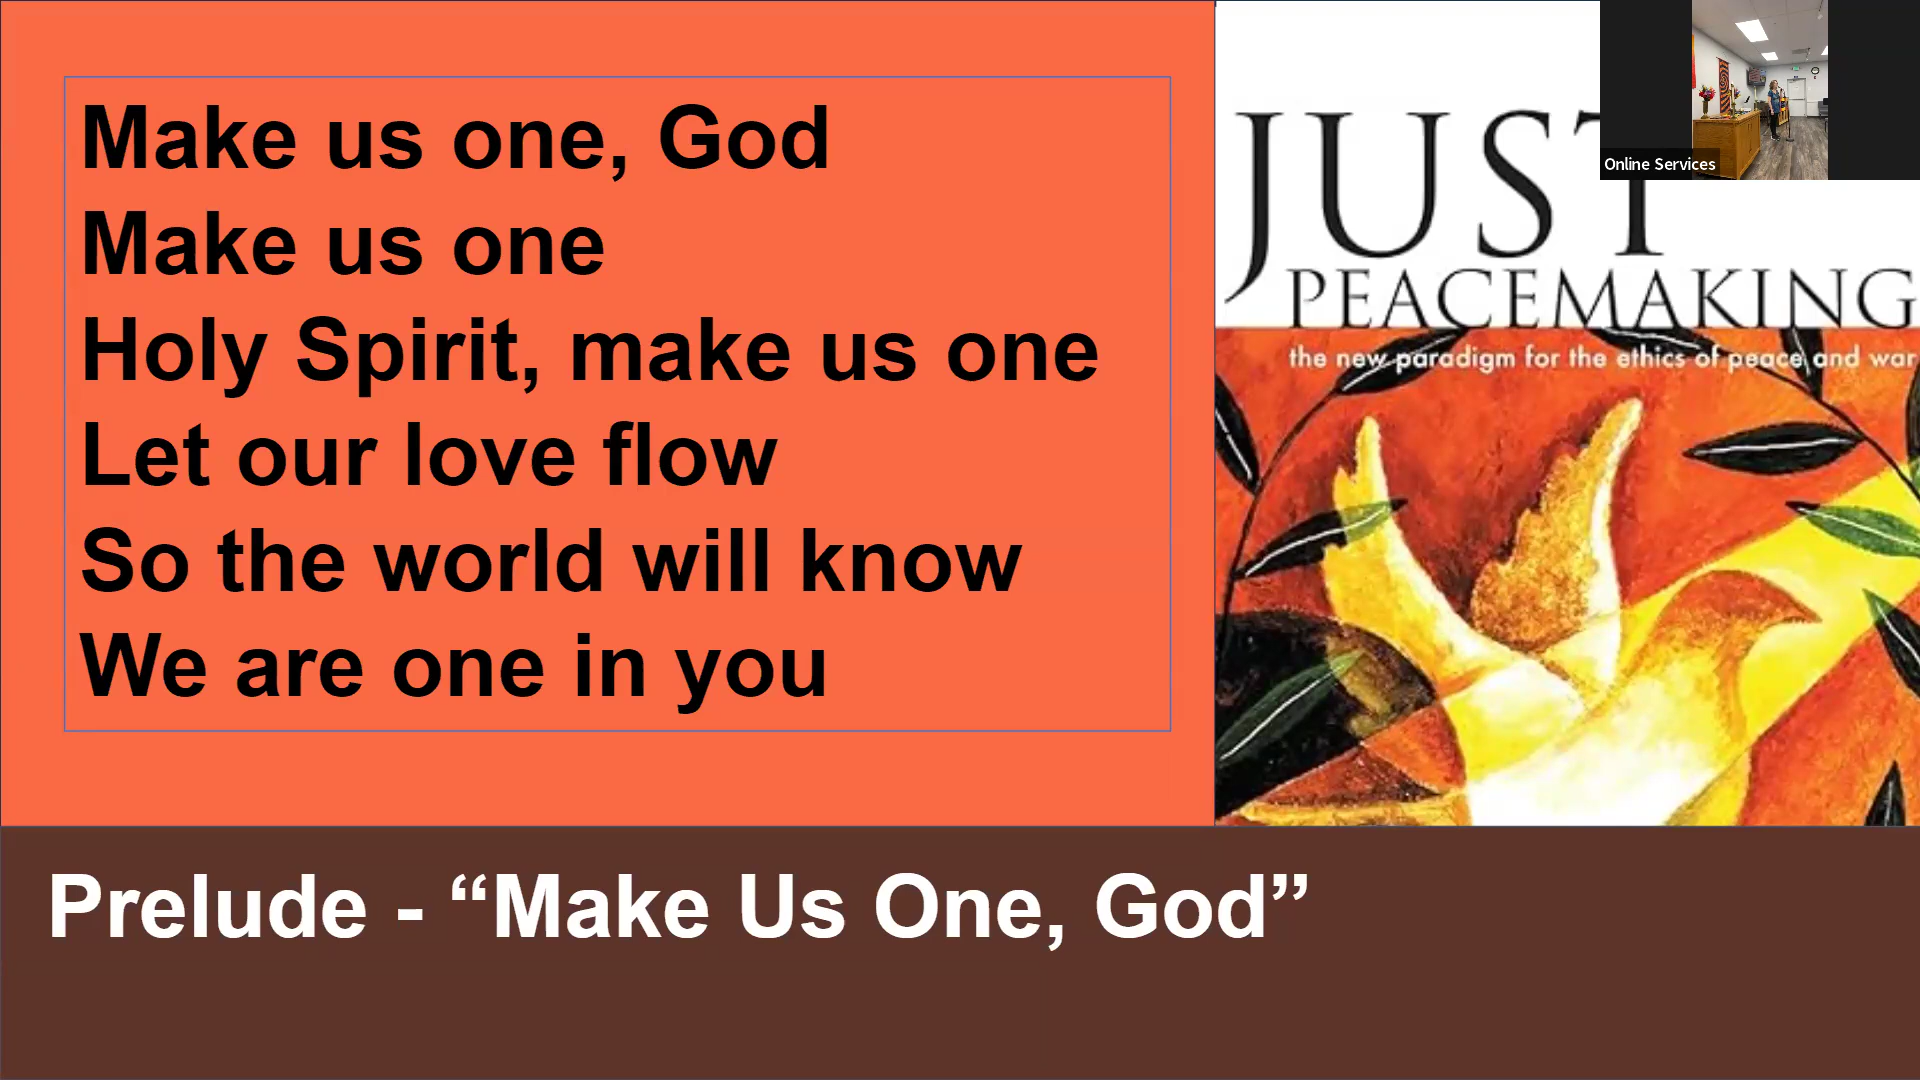 Make us one, God
Make us one
Holy Spirit, make us one
Let our love flow
So the world will know
We are one in you
JUST
PEACEMAKING
the new paradigm for the ethics of peace and war
Online Services
Prelude - “Make Us One, God”